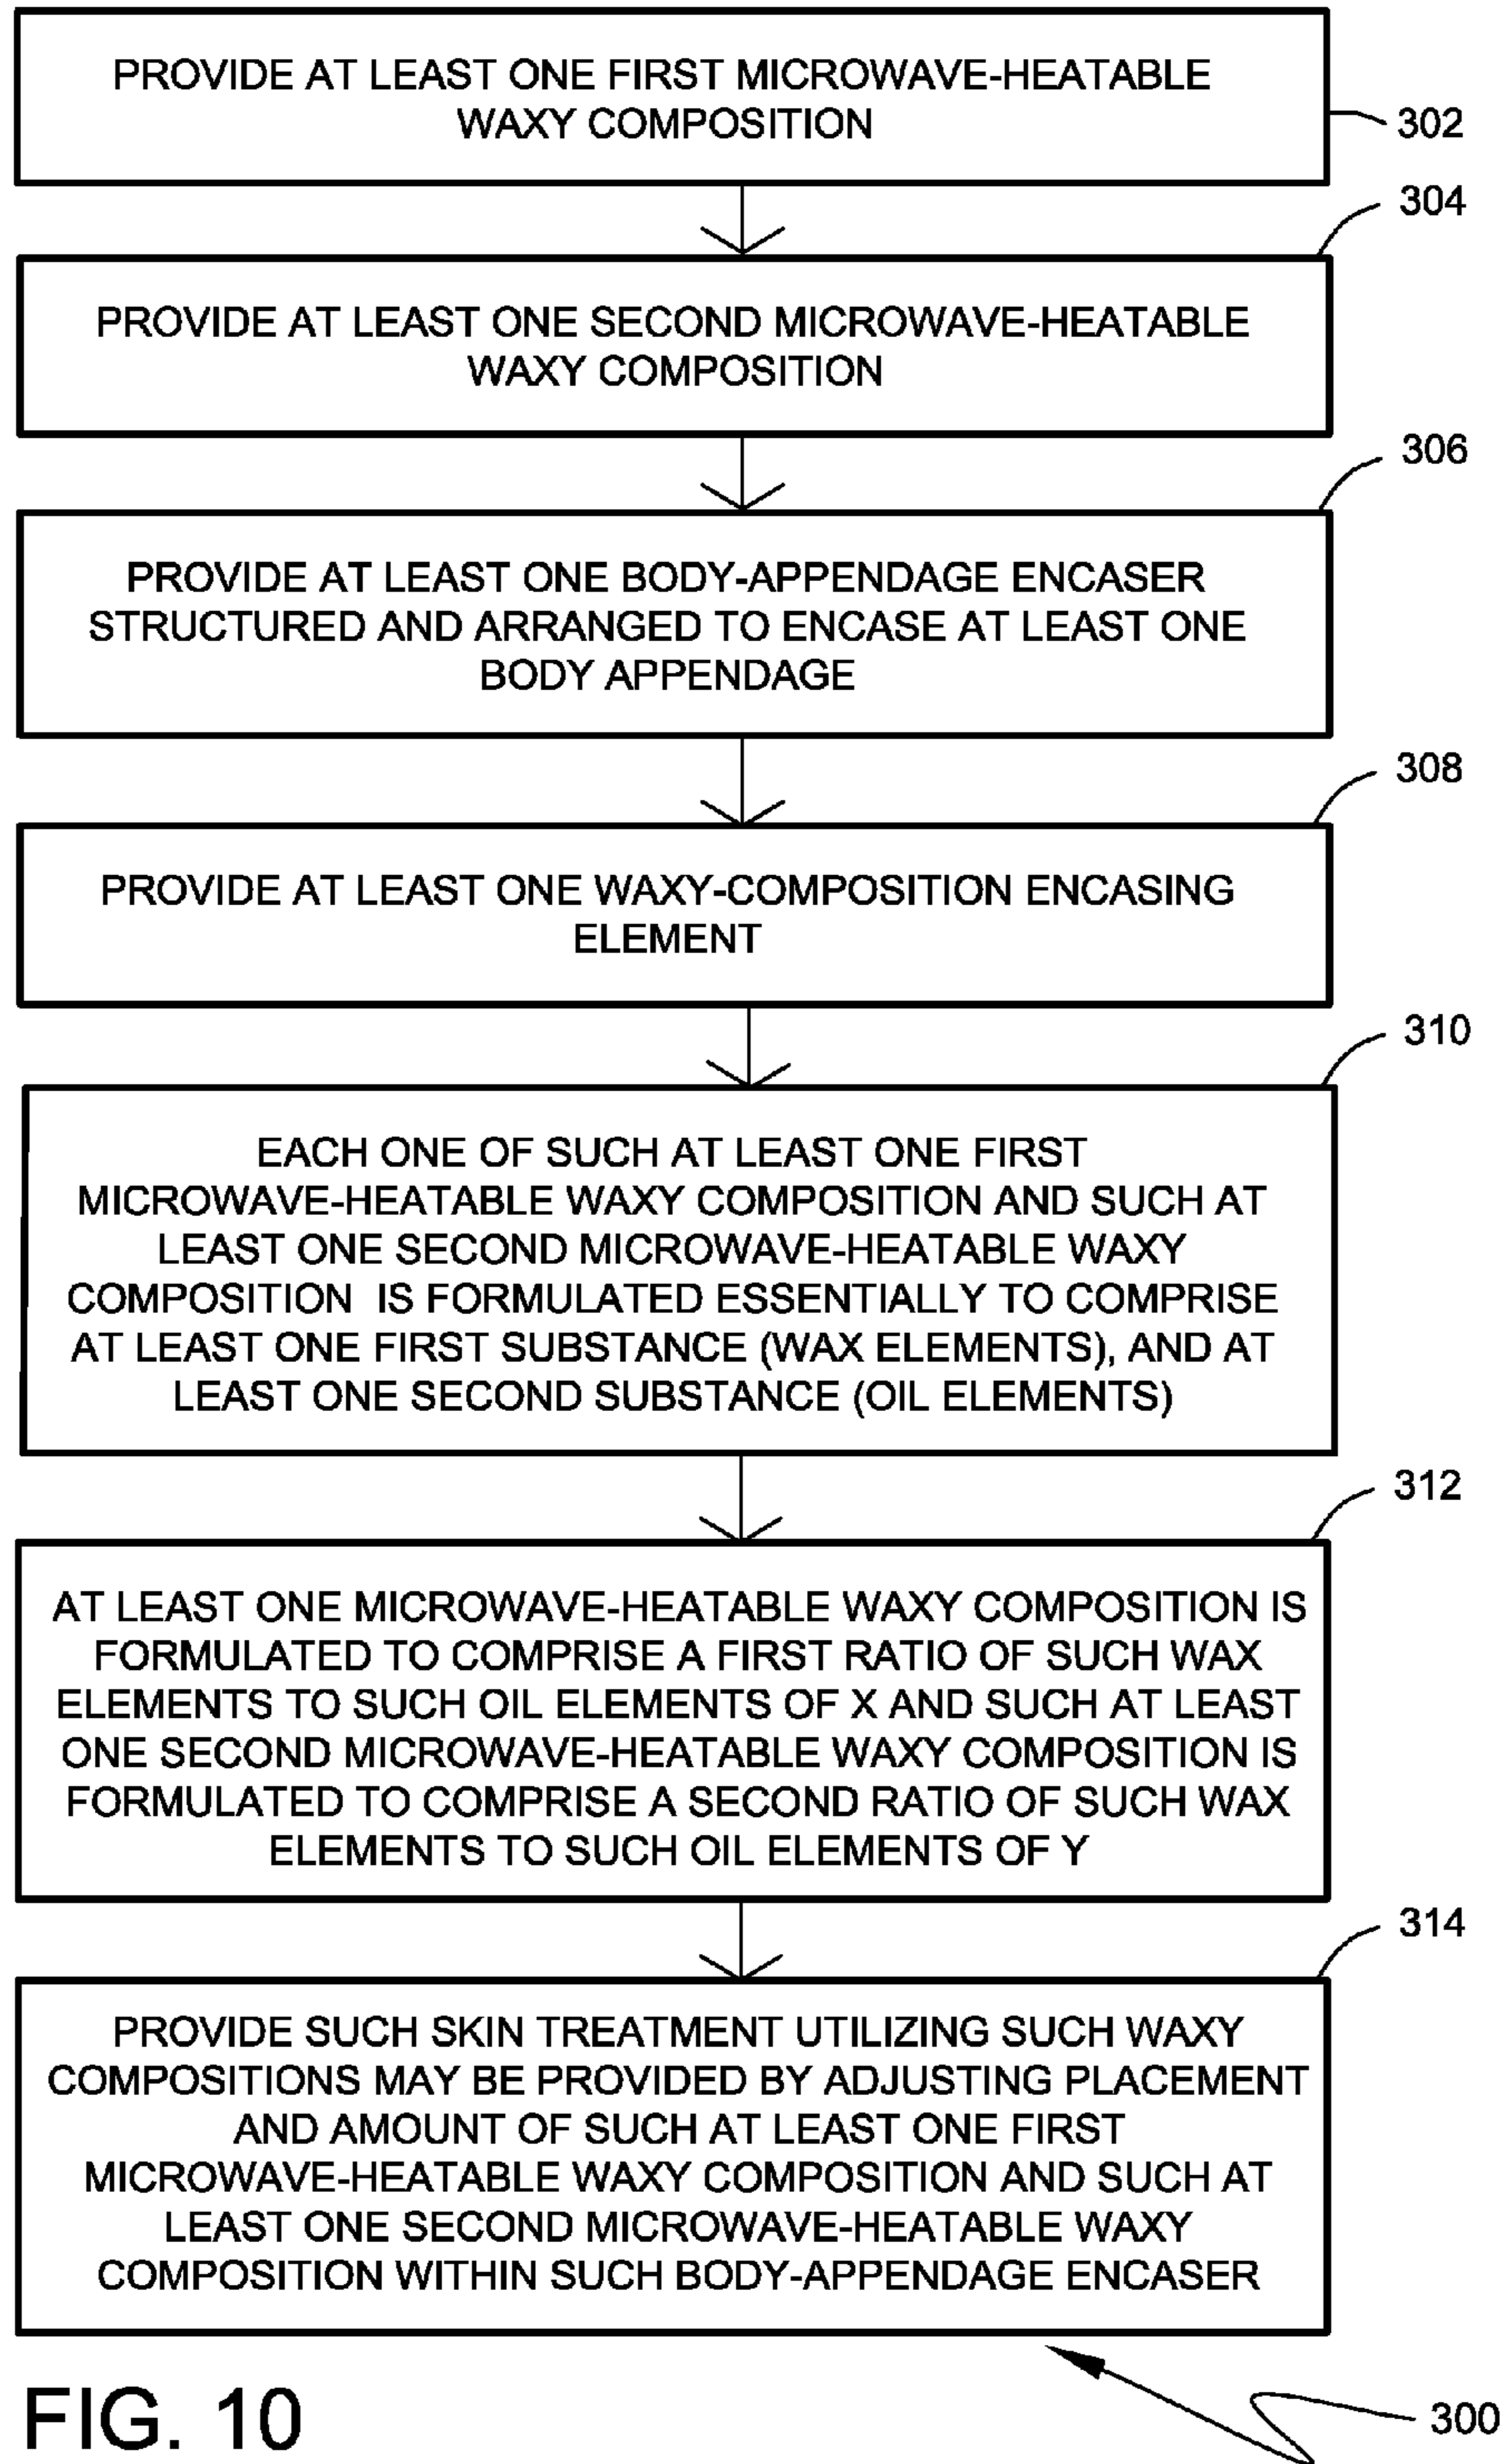 PROVIDE AT LEAST ONE FIRST MICROWAVE-HEATABLE
WAXY COMPOSITION
302
304
PROVIDE AT LEAST ONE SECOND MICROWAVE-HEATABLE
WAXY COMPOSITION
306
PROVIDE AT LEAST ONE BODY-APPENDAGE ENCASER
STRUCTURED AND ARRANGED TO ENCASE AT LEAST ONE
BODY APPENDAGE
308
PROVIDE AT LEAST ONE WAXY-COMPOSITION ENCASING
ELEMENT
310
EACH ONE OF SUCH AT LEAST ONE FIRST
MICROWAVE-HEATABLE WAXY COMPOSITION AND SUCH AT
LEAST ONE SECOND MICROWAVE-HEATABLE WAXY
COMPOSITION IS FORMULATED ESSENTIALLY TO COMPRISE
AT LEAST ONE FIRST SUBSTANCE (WAX ELEMENTS), AND AT
LEAST ONE SECOND SUBSTANCE (OIL ELEMENTS)
312
AT LEAST ONE MICROWAVE-HEATABLE WAXY COMPOSITION IS
FORMULATED TO COMPRISE A FIRST RATIO OF SUCH WAX
ELEMENTS TO SUCH OIL ELEMENTS OF X AND SUCH AT LEAST
ONE SECOND MICROWAVE-HEATABLE WAXY COMPOSITION IS
FORMULATED TO COMPRISE A SECOND RATIO OF SUCH WAX
ELEMENTS TO SUCH OIL ELEMENTS OF Y
314
PROVIDE SUCH SKIN TREATMENT UTILIZING SUCH WAXY
COMPOSITIONS MAY BE PROVIDED BY ADJUSTING PLACEMENT
AND AMOUNT OF SUCH AT LEAST ONE FIRST
MICROWAVE-HEATABLE WAXY COMPOSITION AND SUCH AT
LEAST ONE SECOND MICROWAVE-HEATABLE WAXY
COMPOSITION WITHIN SUCH BODY-APPENDAGE ENCASER
FIG. 10
300